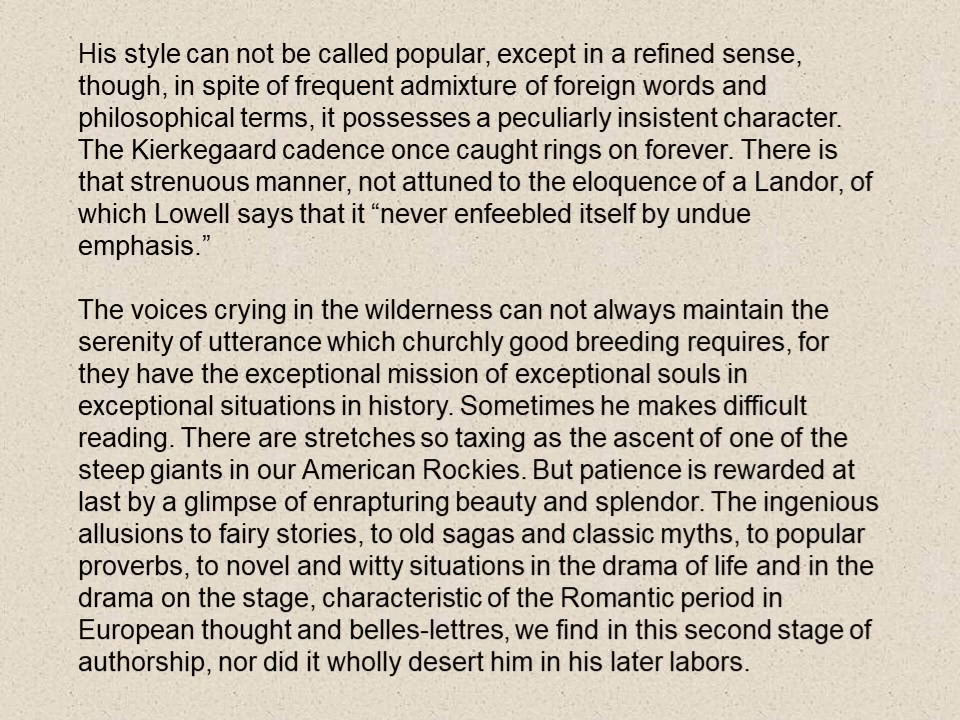 His style can not be called popular, except in a refined sense,
though, in spite of frequent admixture of foreign words and
philosophical terms, it possesses a peculiarly insistent character.
The Kierkegaard cadence once caught rings on forever. There is
that strenuous manner, not attuned to the eloquence of a Landor, of
which Lowell says that it “never enfeebled itself by undue
emphasis.”

The voices crying in the wilderness can not always maintain the
serenity of utterance which churchly good breeding requires, for
they have the exceptional mission of exceptional souls in
exceptional situations in history. Sometimes he makes difficult
reading. There are stretches so taxing as the ascent of one of the
steep giants in our American Rockies. But patience is rewarded at
last by a glimpse of enrapturing beauty and splendor. The ingenious
allusions to fairy stories, to old sagas and classic myths, to popular
proverbs, to novel and witty situations in the drama of life and in the
drama on the stage, characteristic of the Romantic period in
European thought and belles-lettres, we find in this second stage of
authorship, nor did it wholly desert him in his later labors.